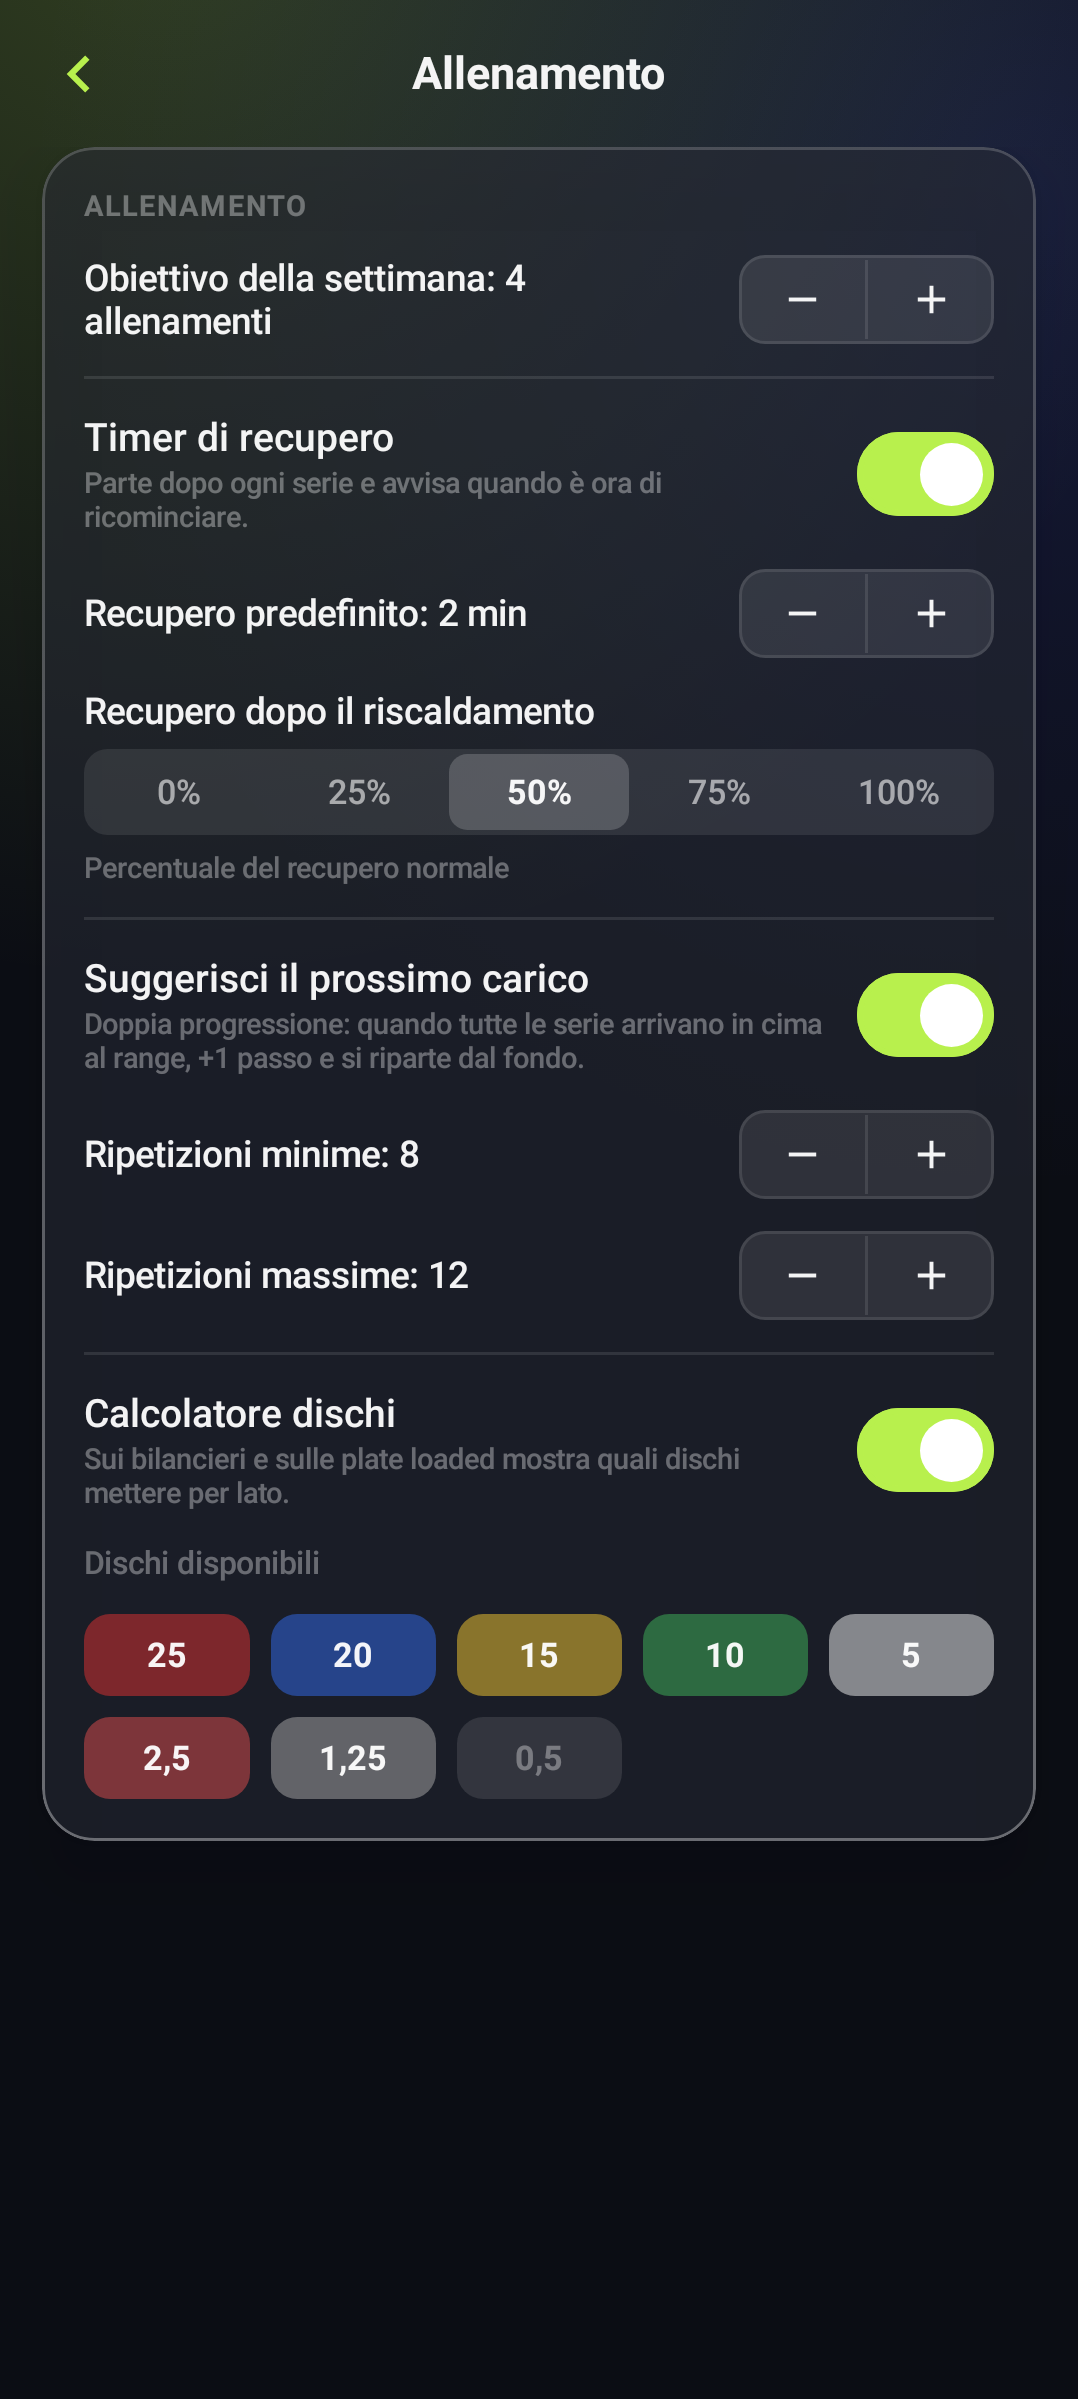 Allenamento
ALLENAMENTO
Obiettivo della settimana: 4
allenamenti
Timer di recupero
Parte dopo ogni serie e avvisa quando è ora di
ricominciare.
Recupero predefinito: 2 min
Recupero dopo il riscaldamento
0% 25% 50% 75% 100%
Percentuale del recupero normale
Suggerisci il prossimo carico
Doppia progressione: quando tutte le serie arrivano in cima
al range, +1 passo e si riparte dal fondo.
Ripetizioni minime: 8
Ripetizioni massime: 12
Calcolatore dischi
Sui bilancieri e sulle plate loaded mostra quali dischi
mettere per lato.
Dischi disponibili
25 20 15 10 5
2,5 1,25 0,5